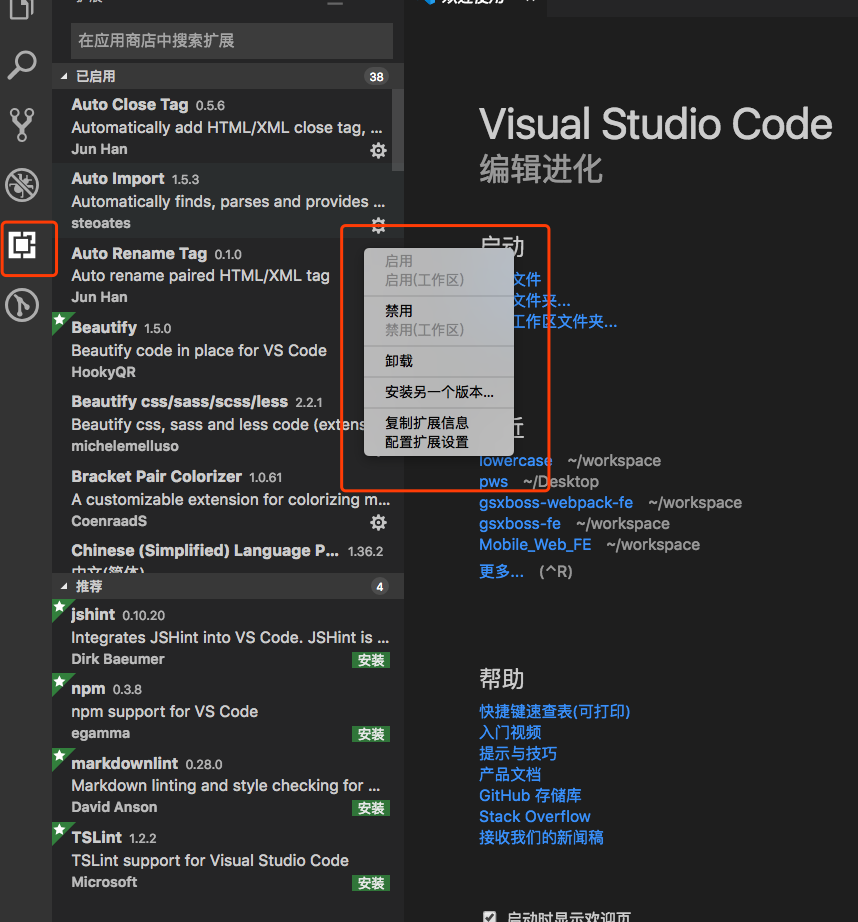 扩展
在应用商店中搜索扩展
已启用 38
Auto Close Tag 0.5.6
Automatically add HTML/XML close tag, ...
Jun Han
Auto Import 1.5.3
Automatically finds, parses and provides ...
steoates
Auto Rename Tag 0.1.0
Auto rename paired HTML/XML tag
Jun Han
Beautify 1.5.0
Beautify code in place for VS Code
HookyQR
Beautify css/sass/scss/less 2.2.1
Beautify css, sass and less code (extens
michelemelluso
Bracket Pair Colorizer 1.0.61
A customizable extension for colorizing m...
CoenraadS
Chinese (Simplified) Language P... 1.36.2
中文(简体)
推荐 4
jshint 0.10.20
Integrates JSHint into VS Code. JSHint is ...
Dirk Baeumer 安装
npm 0.3.8
npm support for VS Code
egamma 安装
markdownlint 0.28.0
Markdown linting and style checking for ...
David Anson 安装
TSLint 1.2.2
TSLint support for Visual Studio Code
Microsoft 安装
启用
启用(工作区)
禁用
禁用(工作区)
卸载
安装另一个版本...
复制扩展信息
配置扩展设置
欢迎使用
Visual Studio Code
编辑进化
启动
文件
文件夹...
工作区文件夹...
近
lowercase ~/workspace
pws ~/Desktop
gsxboss-webpack-fe ~/workspace
gsxboss-fe ~/workspace
Mobile_Web_FE ~/workspace
更多... (^R)
帮助
快捷键速查表(可打印)
入门视频
提示与技巧
产品文档
GitHub 存储库
Stack Overflow
接收我们的新闻稿
启动时显示欢迎页